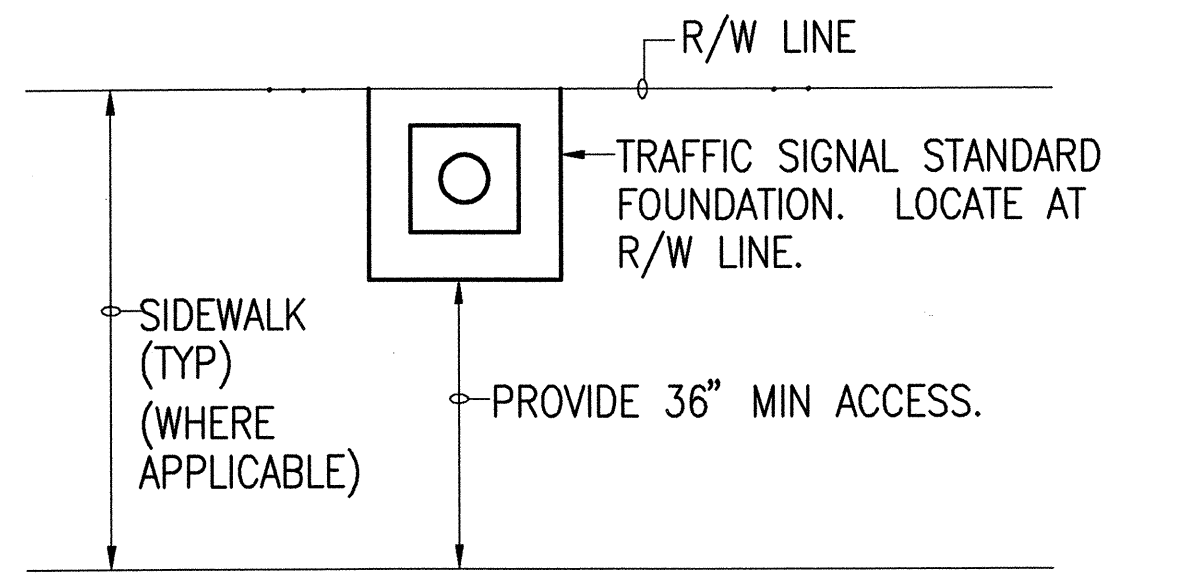 R/W LINE
TRAFFIC SIGNAL STANDARD
FOUNDATION. LOCATE AT
R/W LINE.
SIDEWALK
(TYP)
(WHERE
APPLICABLE)
PROVIDE 36" MIN ACCESS.